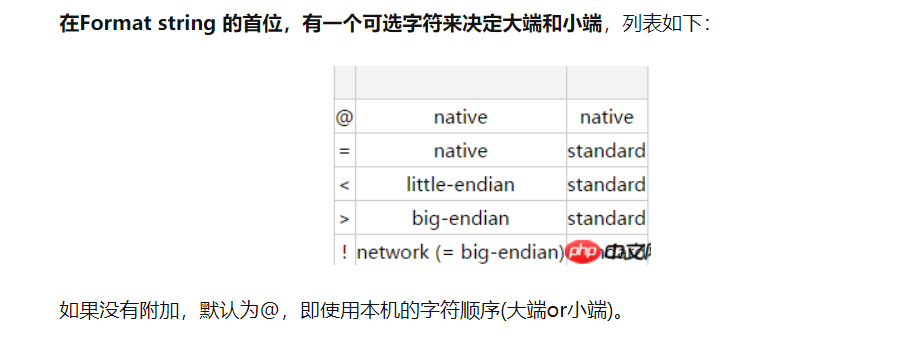 在Format string 的首位，有一个可选字符来决定大端和小端，列表如下：
@ native native
= native standard
< little-endian standard
> big-endian standard
! network (= big-endian)
php 中文网
如果没有附加，默认为@，即使用本机的字符顺序(大端or小端)。